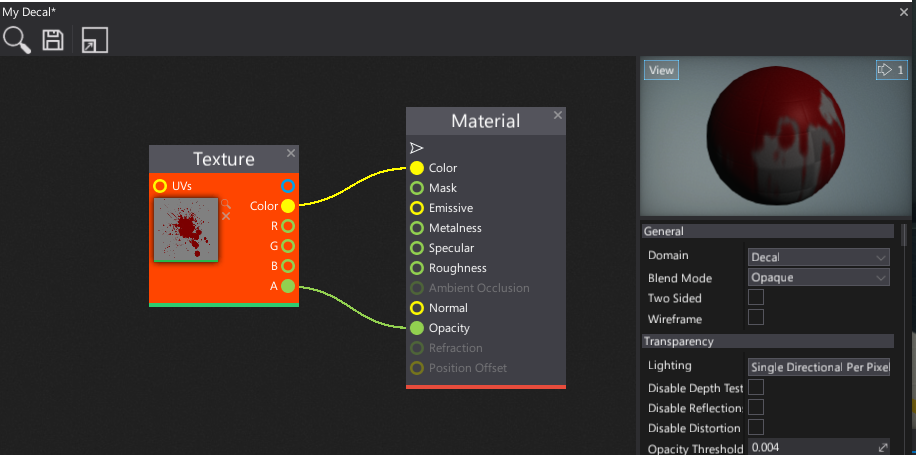 My Decal*
View
1
Texture
UVs
Color
R
G
B
A
Material
Color
Mask
Emissive
Metalness
Specular
Roughness
Ambient Occlusion
Normal
Opacity
Refraction
Position Offset
General
Domain Decal
Blend Mode Opaque
Two Sided
Wireframe
Transparency
Lighting Single Directional Per Pixe
Disable Depth Test
Disable Reflection
Disable Distortion
Opacity Threshold 0.004